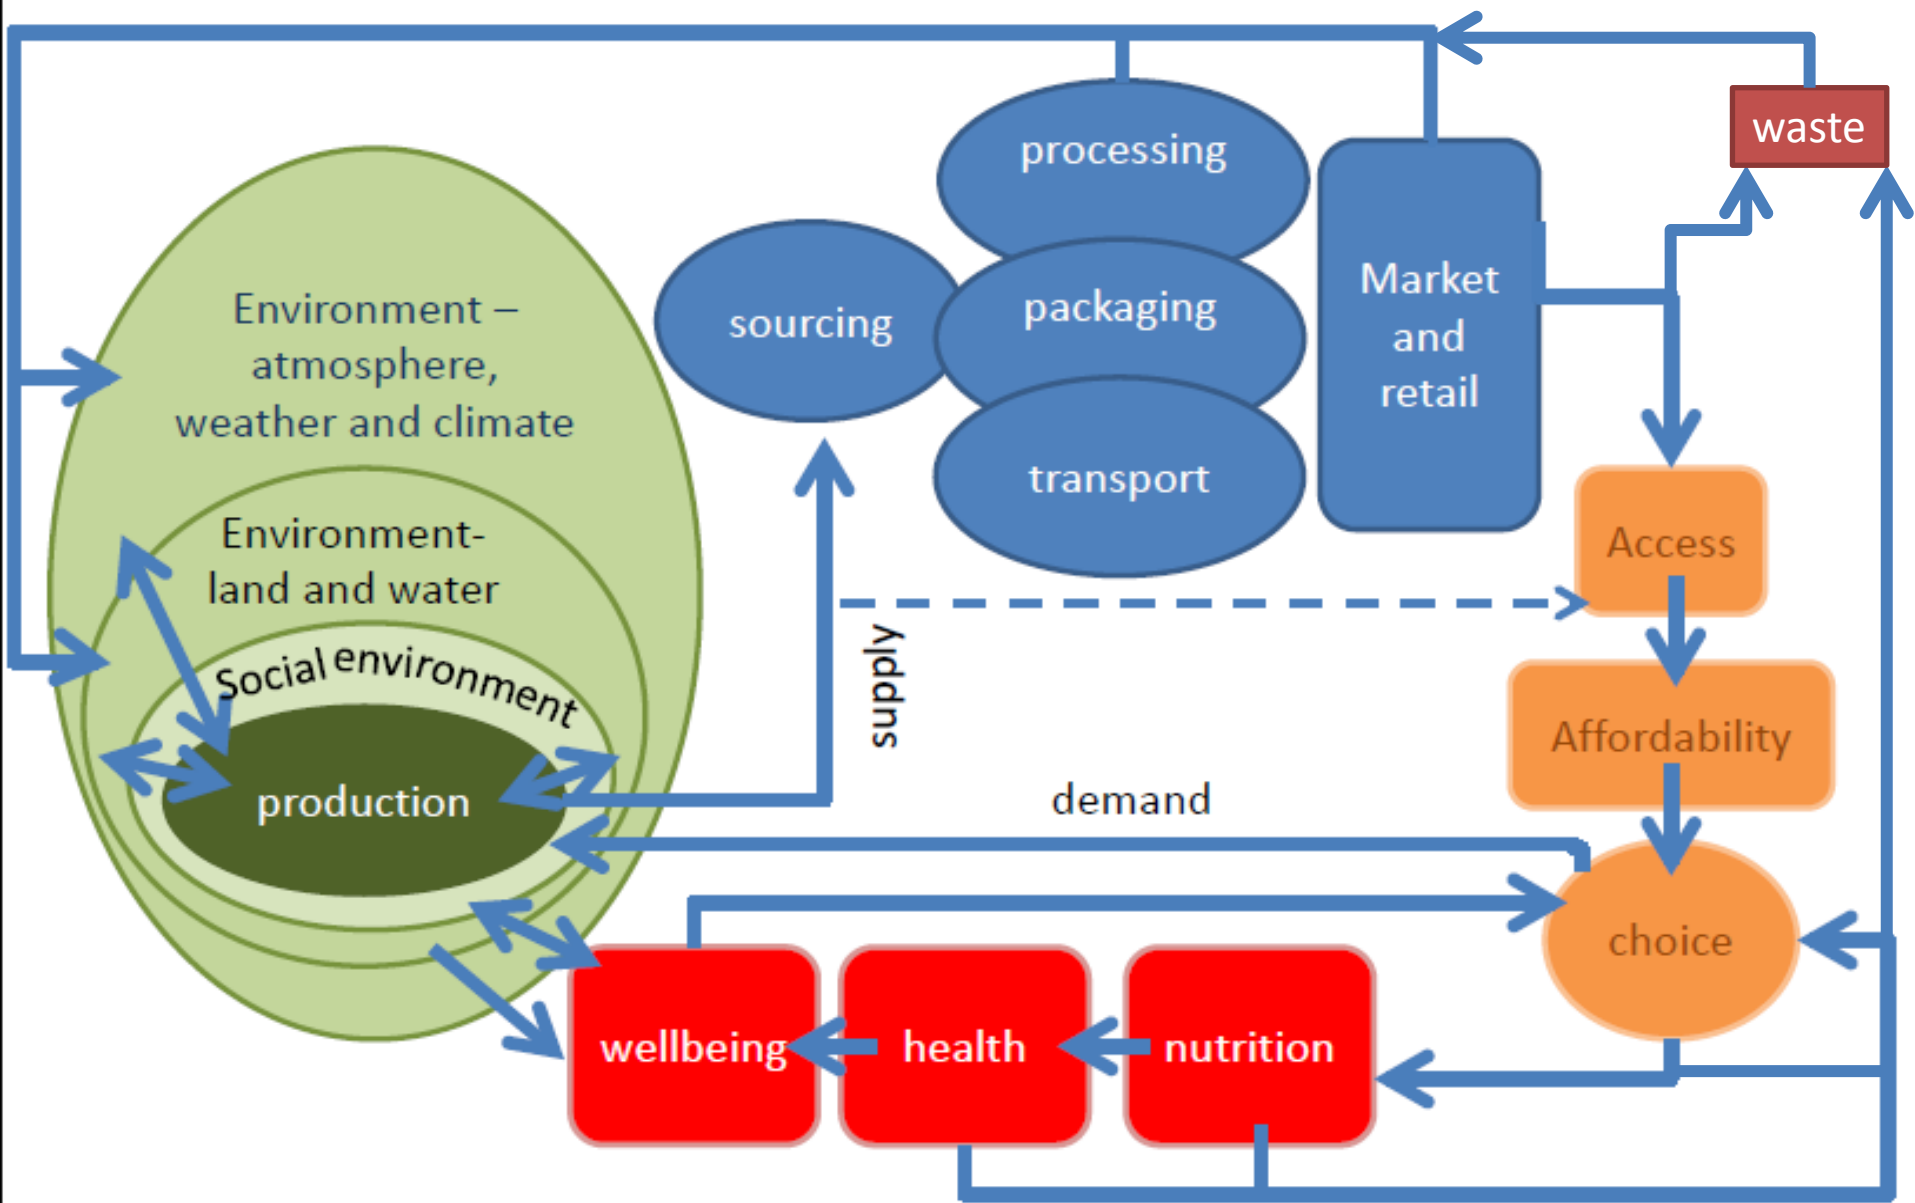 waste
processing
Market
and
retail
packaging
sourcing
transport
Environment –
atmosphere,
weather and climate
Environment-
land and water
Social environment
production
supply
demand
Access
Affordability
choice
wellbeing
health
nutrition